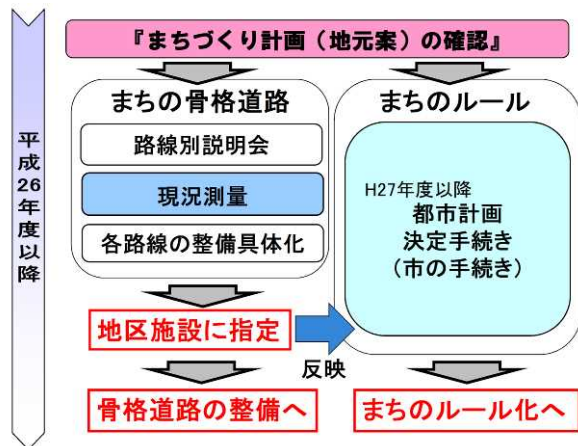 『まちづくり計画（地元案）の確認』
平成26年度以降
まちの骨格道路
路線別説明会
現況測量
各路線の整備具体化
地区施設に指定
反映
骨格道路の整備へ
まちのルール
H27年度以降
都市計画
決定手続き
（市の手続き）
まちのルール化へ